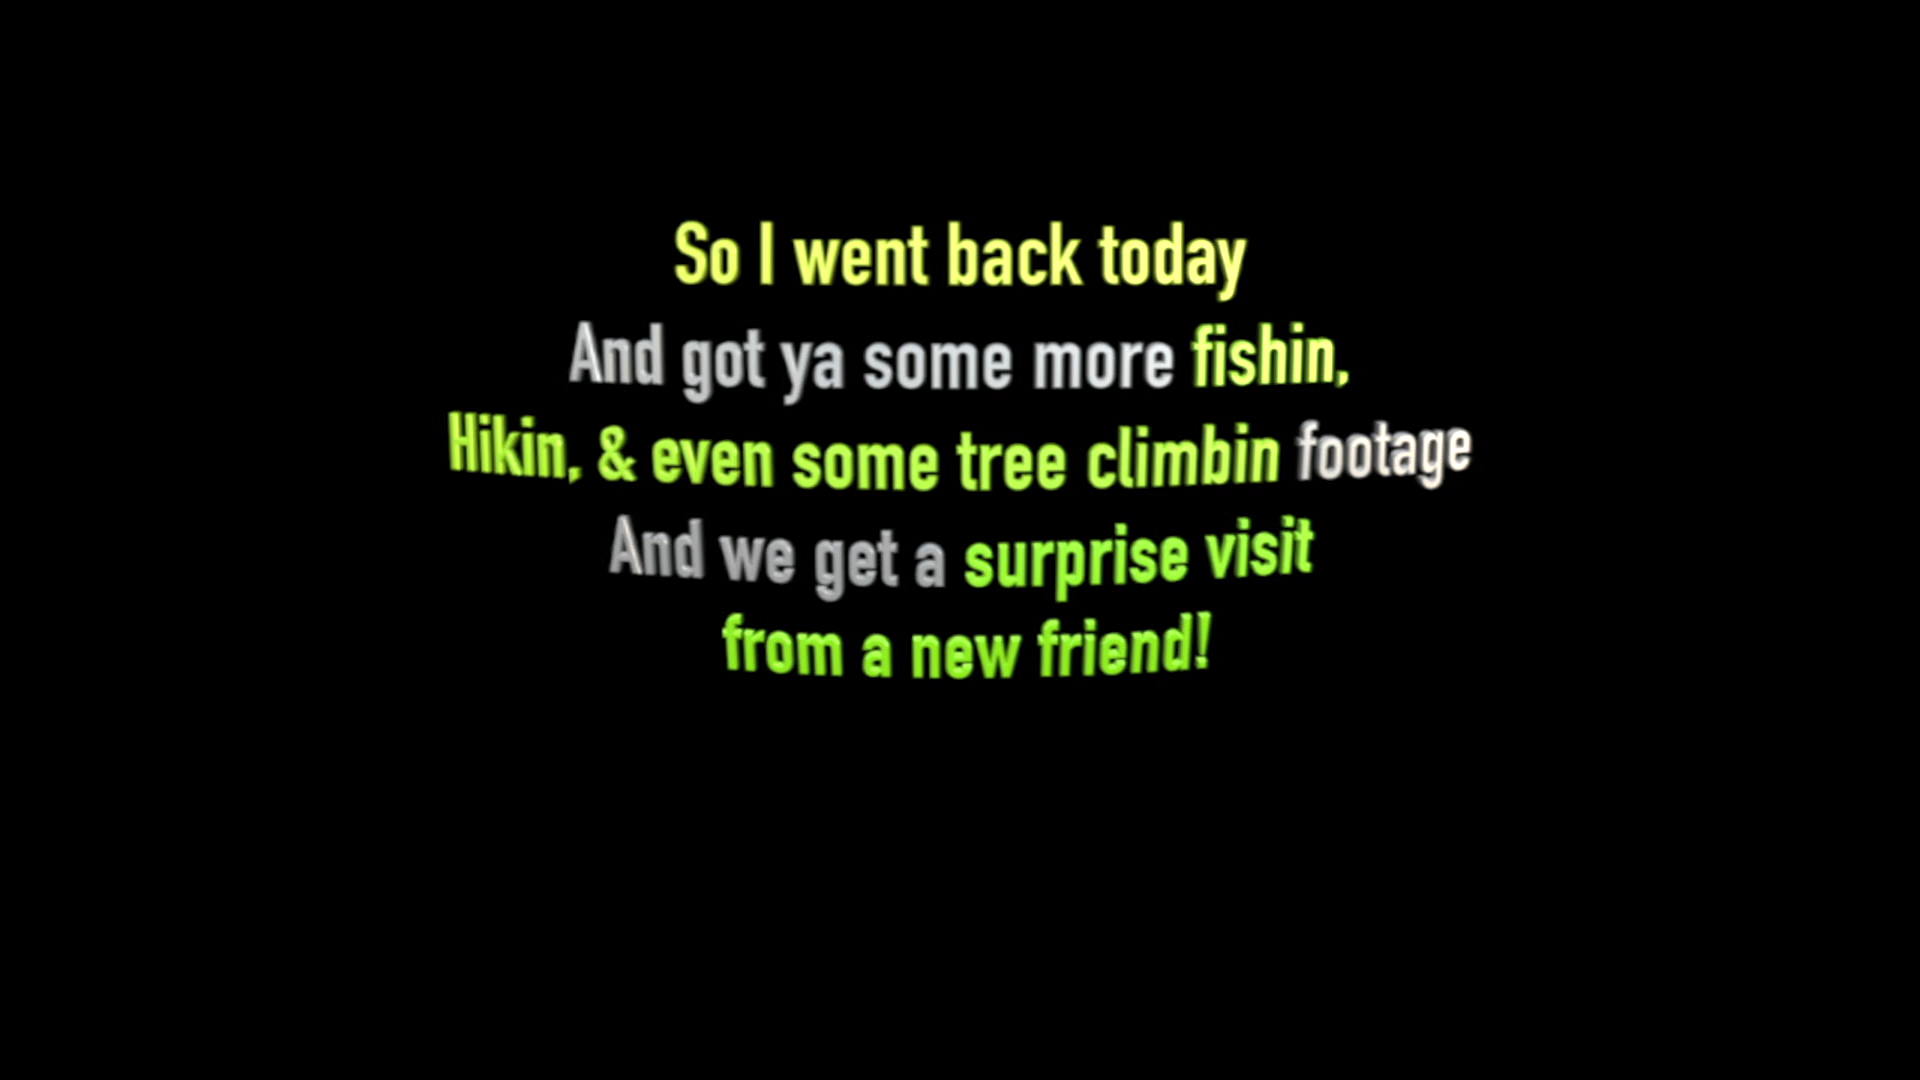 So I went back today
And got ya some more fishin,
Hikin, & even some tree climbin footage
And we get a surprise visit
from a new friend!